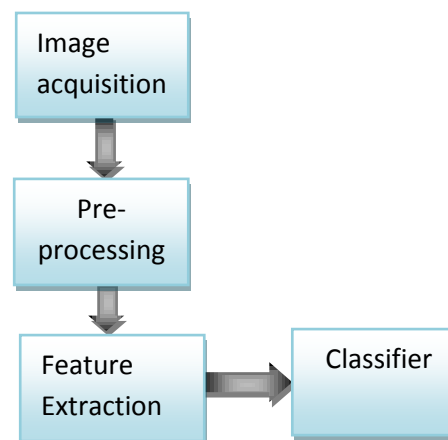 Image
acquisition
Pre-
processing
Feature
Extraction
Classifier